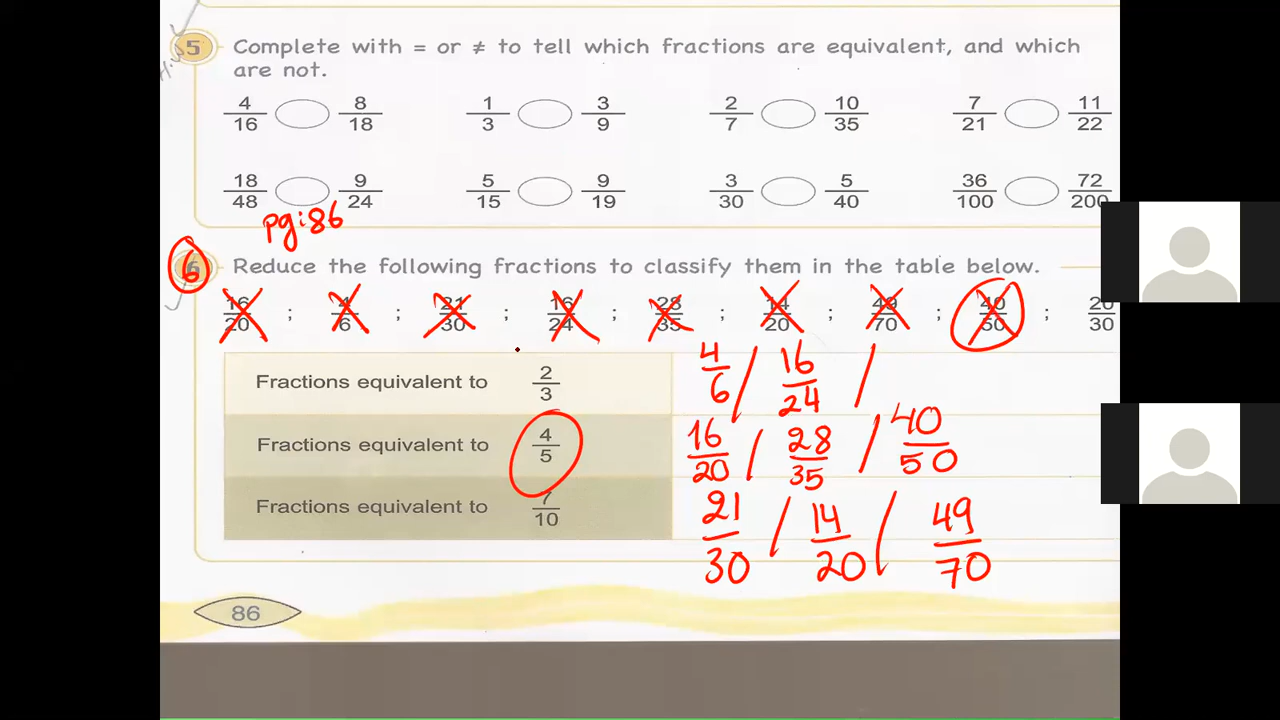 5 Complete with = or ≠ to tell which fractions are equivalent, and which
are not.
4/16 8/18 1/3 3/9 2/7 10/35 7/21 11/22
18/48 9/24 5/15 9/19 3/30 5/40 36/100 72/200
pg:86
6 Reduce the following fractions to classify them in the table below.
16/20 ; 4/6 ; 21/30 ; 16/24 ; 28/35 ; 14/20 ; 49/70 ; 40/50 ; 20/30
Fractions equivalent to 2/3 4/6 / 16/24 /
Fractions equivalent to 4/5 16/20 / 28/35 / 40/50
Fractions equivalent to 7/10 21/30 / 14/20 / 49/70
86